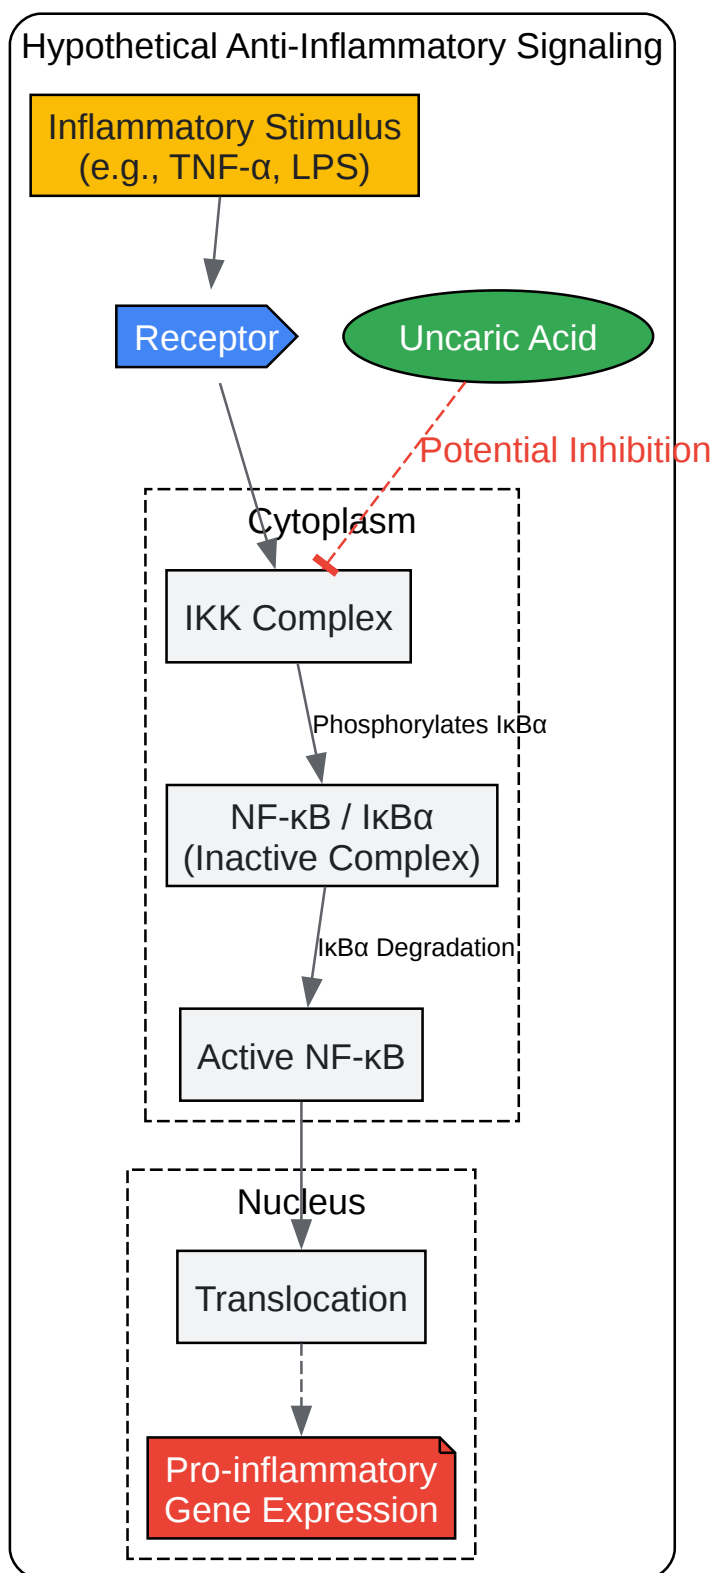 Hypothetical Anti-Inflammatory Signaling
Inflammatory Stimulus
(e.g., TNF-α, LPS)
Receptor
Uncaric Acid
Potential Inhibition
Cytoplasm
IKK Complex
Phosphorylates IκBα
NF-κB / IκBα
(Inactive Complex)
IκBα Degradation
Active NF-κB
Nucleus
Translocation
Pro-inflammatory
Gene Expression